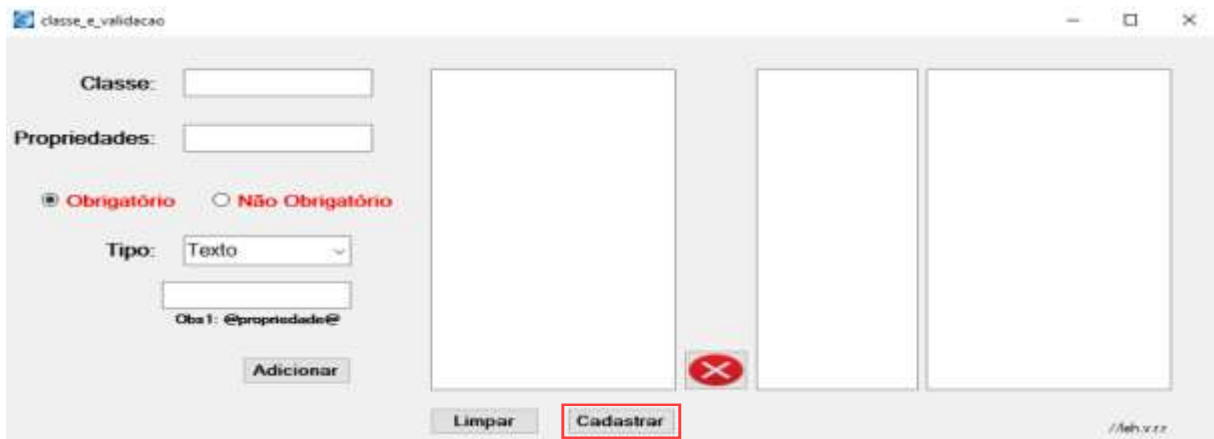 classe_e_validacao
Classe:
Propriedades:
Obrigatório Não Obrigatório
Tipo: Texto
Obs1: @propriedade@
Adicionar
Limpar Cadastrar